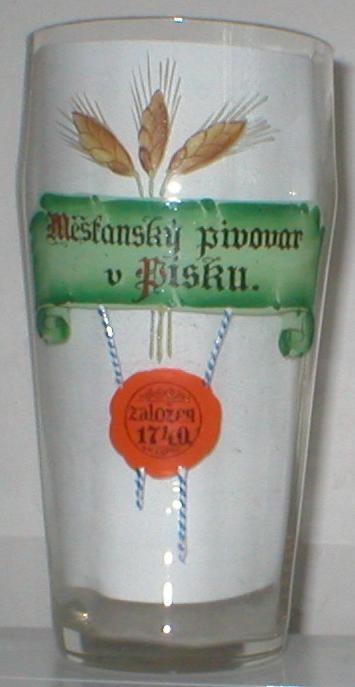 Měšťanský pivovar
v Písku.
založen
1740.